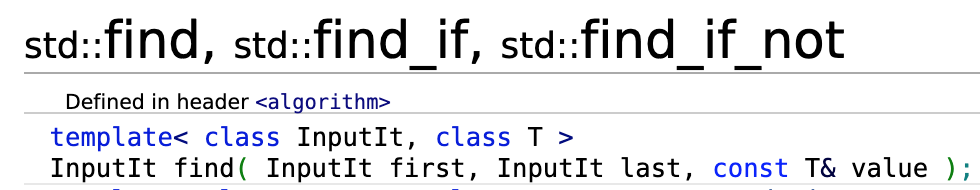 std::find, std::find_if, std::find_if_not
Defined in header <algorithm>
template< class InputIt, class T >
InputIt find( InputIt first, InputIt last, const T& value );